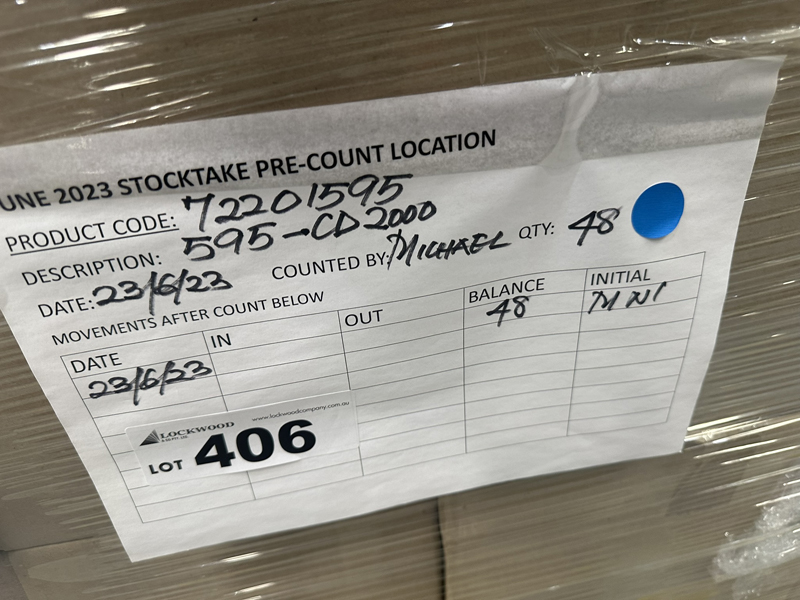 UNE 2023 STOCKTAKE PRE-COUNT LOCATION
PRODUCT CODE: 72201595
DESCRIPTION: 595-CD2000
DATE: 23/6/23 COUNTED BY: MICHAEL QTY: 48
MOVEMENTS AFTER COUNT BELOW
DATE IN OUT BALANCE INITIAL
23/6/23 48
LOCKWOOD www.lockwoodcompany.com.au
LOT 406